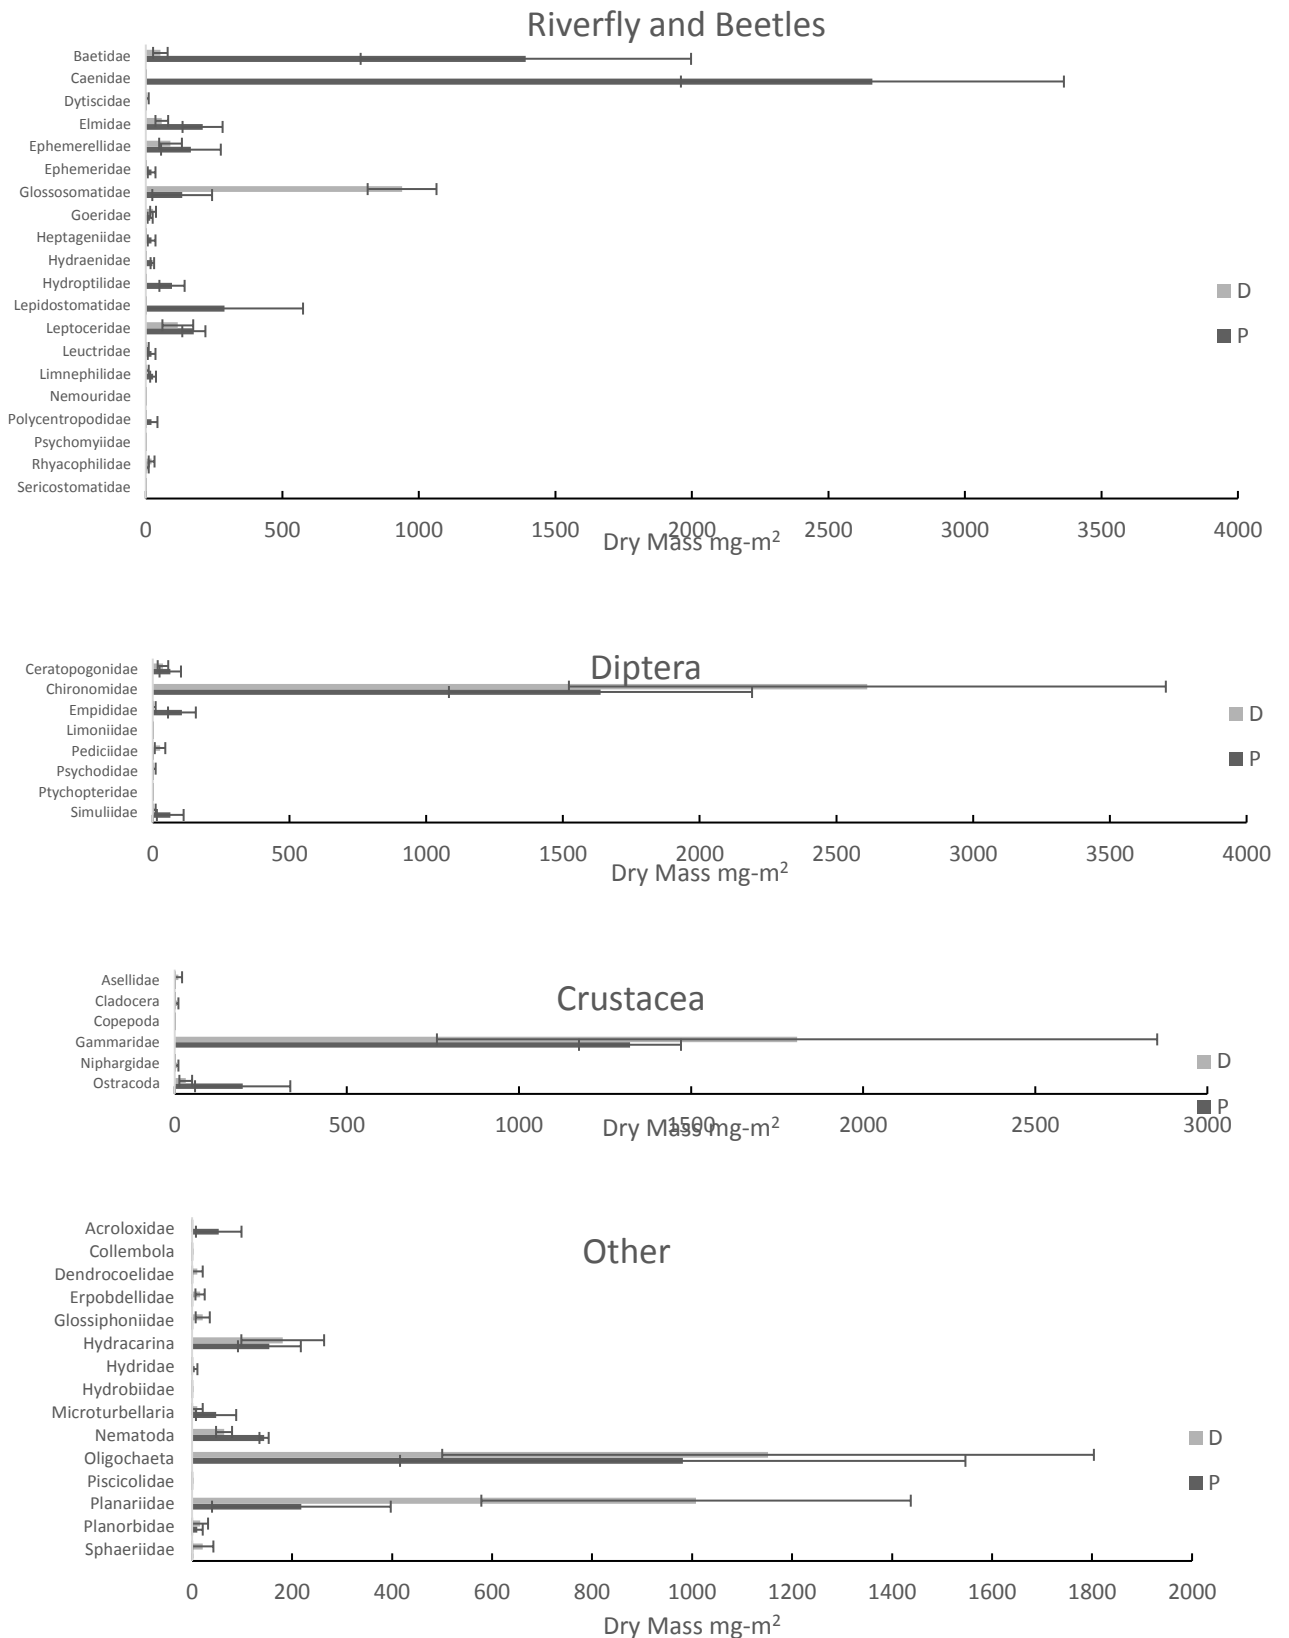 Riverfly and Beetles
Baetidae
Caenidae
Dytiscidae
Elmidae
Ephemerellidae
Ephemeridae
Glossosomatidae
Goeridae
Heptageniidae
Hydraenidae
Hydroptilidae
Lepidostomatidae
Leptoceridae
Leuctridae
Limnephilidae
Nemouridae
Polycentropodidae
Psychomyiidae
Rhyacophilidae
Sericostomatidae
D
P
0 500 1000 1500 2000 2500 3000 3500 4000
Dry Mass mg-m²
Diptera
Ceratopogonidae
Chironomidae
Empididae
Limoniidae
Pediciidae
Psychodidae
Ptychopteridae
Simuliidae
D
P
0 500 1000 1500 2000 2500 3000 3500 4000
Dry Mass mg-m²
Crustacea
Asellidae
Cladocera
Copepoda
Gammaridae
Niphargidae
Ostracoda
D
P
0 500 1000 1500 2000 2500 3000
Dry Mass mg-m²
Other
Acroloxidae
Collembola
Dendrocoelidae
Erpobdellidae
Glossiphoniidae
Hydracarina
Hydridae
Hydrobiidae
Microturbellaria
Nematoda
Oligochaeta
Piscicolidae
Planariidae
Planorbidae
Sphaeriidae
D
P
0 200 400 600 800 1000 1200 1400 1600 1800 2000
Dry Mass mg-m²